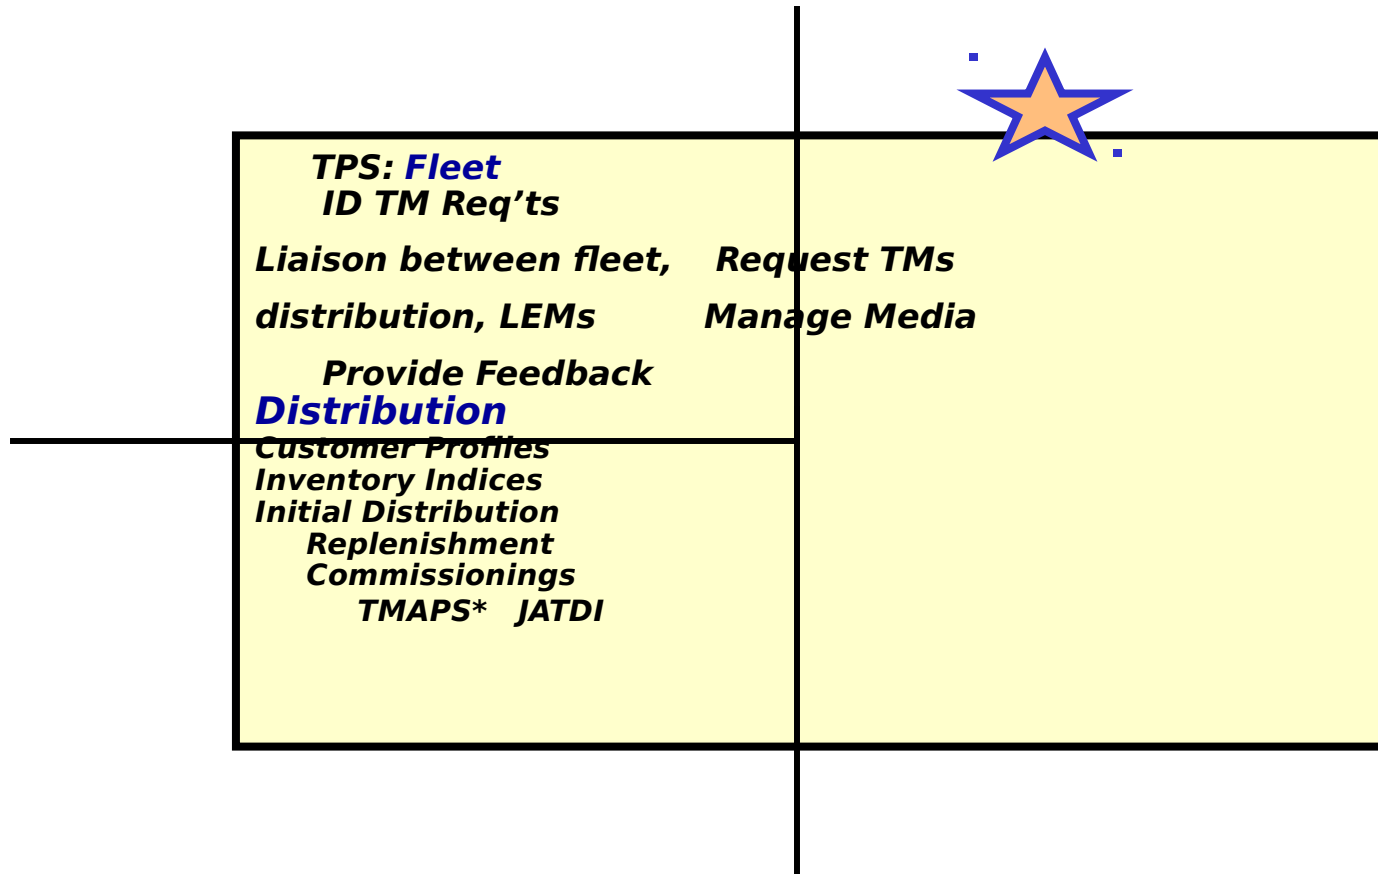 TPS: Fleet
ID TM Req’ts
Liaison between fleet, Request TMs
distribution, LEMs Manage Media
Provide Feedback
Distribution
Customer Profiles
Inventory Indices
Initial Distribution
Replenishment
Commissionings
TMAPS* JATDI